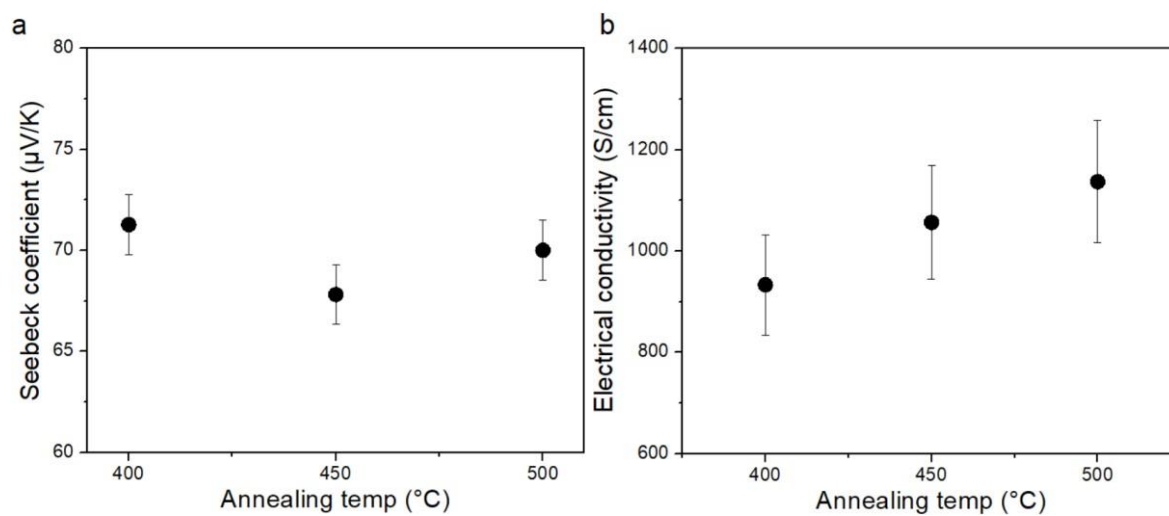 a
80
75
70
65
60
Seebeck coefficient (µV/K)
400
450
500
Annealing temp (°C)
b
1400
1200
1000
800
600
Electrical conductivity (S/cm)
400
450
500
Annealing temp (°C)